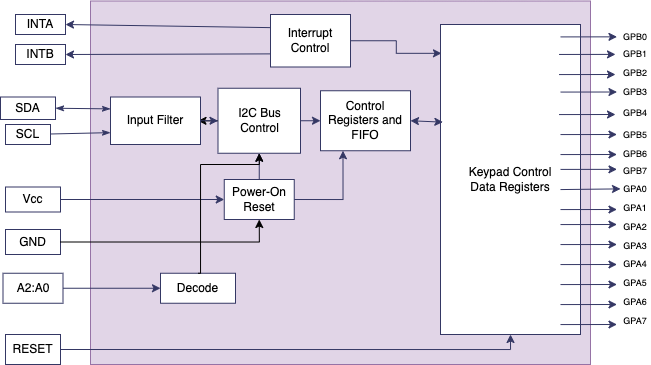 INTA
INTB
Interrupt
Control
SDA
SCL
Input Filter
I2C Bus
Control
Control
Registers and
FIFO
Keypad Control
Data Registers
Vcc
Power-On
Reset
GND
A2:A0
Decode
RESET
GPB0
GPB1
GPB2
GPB3
GPB4
GPB5
GPB6
GPB7
GPA0
GPA1
GPA2
GPA3
GPA4
GPA5
GPA6
GPA7